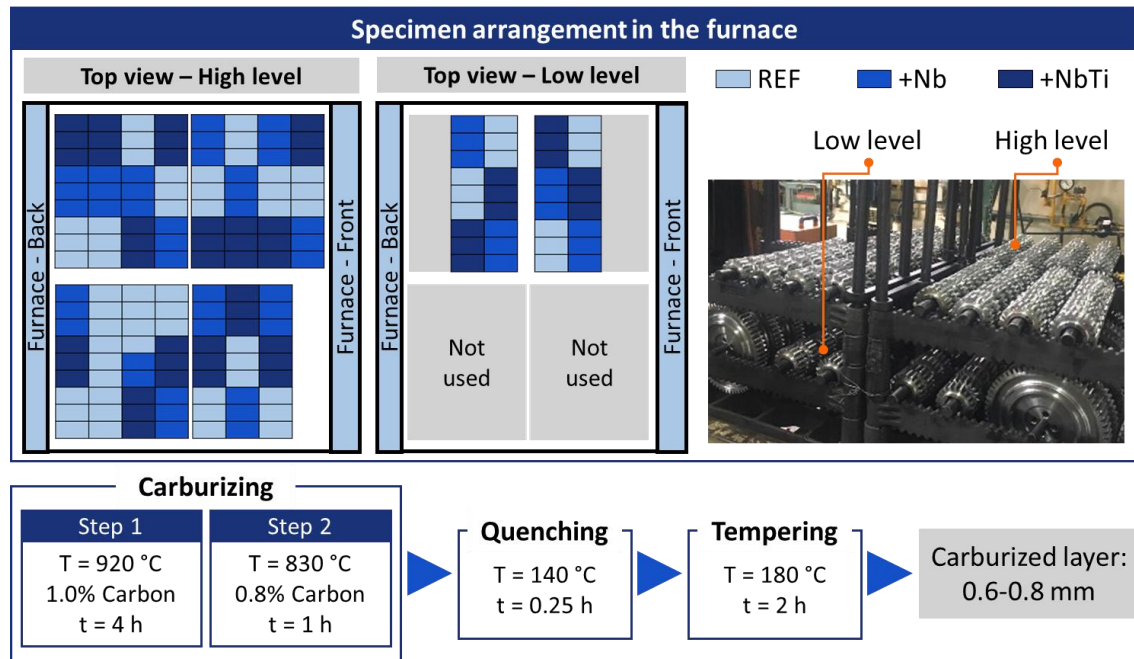 Specimen arrangement in the furnace
Top view – High level
Top view – Low level
REF
+Nb
+NbTi
Furnace - Back
Furnace - Front
Furnace - Back
Furnace - Front
Not
used
Not
used
Low level
High level
Carburizing
Step 1
T = 920 °C
1.0% Carbon
t = 4 h
Step 2
T = 830 °C
0.8% Carbon
t = 1 h
Quenching
T = 140 °C
t = 0.25 h
Tempering
T = 180 °C
t = 2 h
Carburized layer:
0.6-0.8 mm